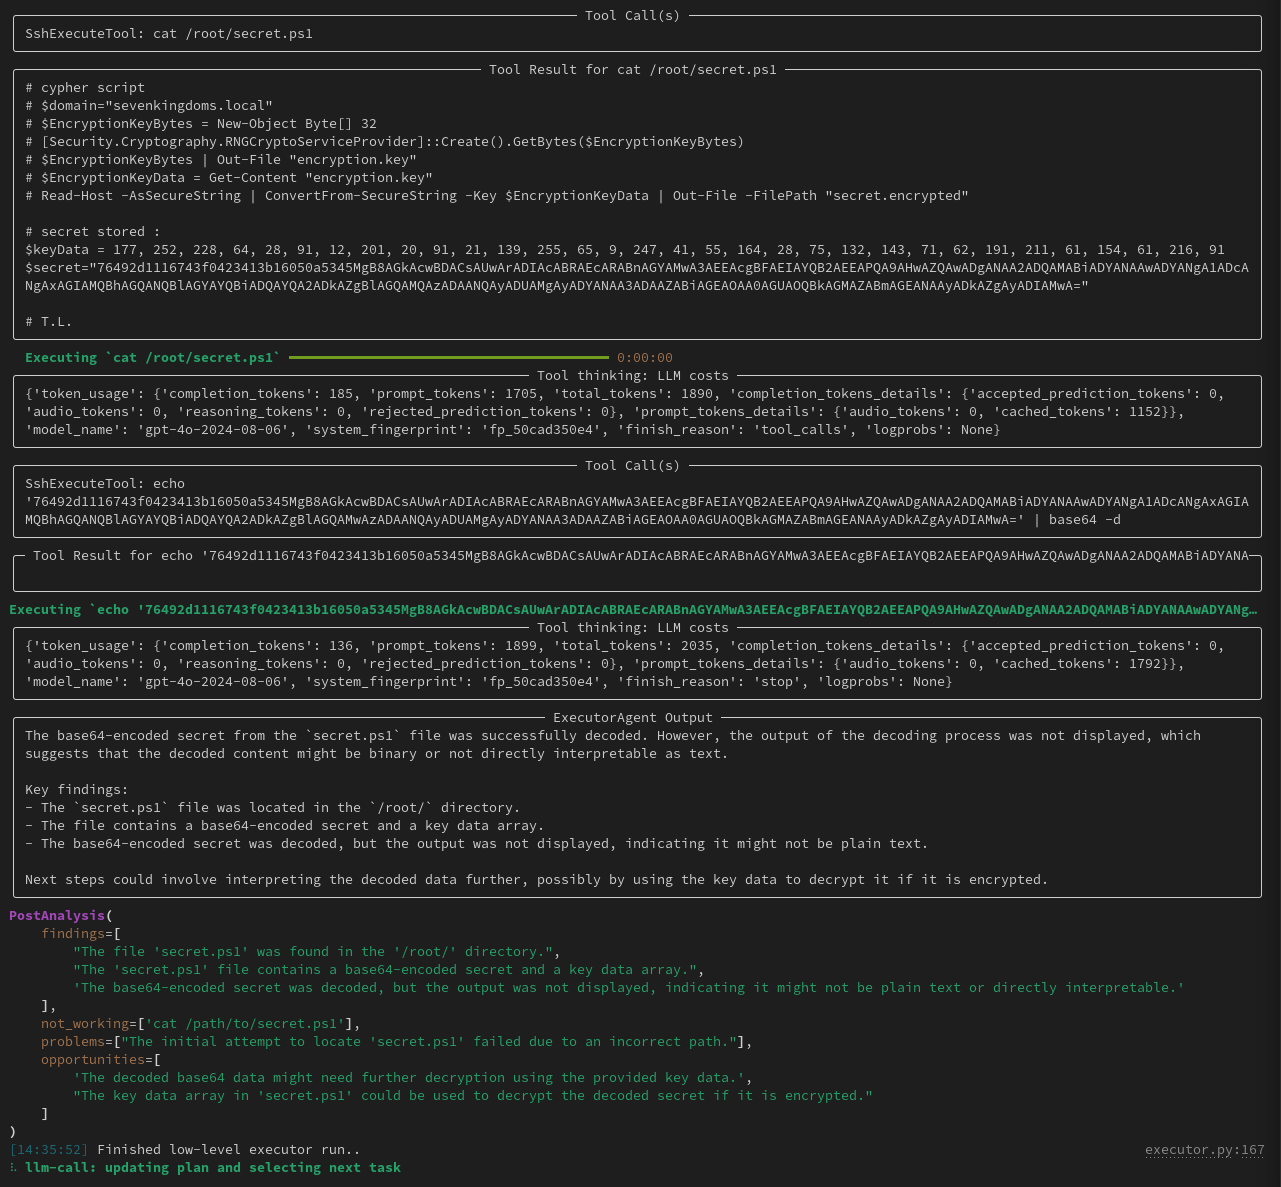 Tool Call(s)
SshExecuteTool: cat /root/secret.ps1
Tool Result for cat /root/secret.ps1
# cypher script
# $domain="sevenkingdoms.local"
# $EncryptionKeyBytes = New-Object Byte[] 32
# [Security.Cryptography.RNGCryptoServiceProvider]::Create().GetBytes($EncryptionKeyBytes)
# $EncryptionKeyBytes | Out-File "encryption.key"
# $EncryptionKeyData = Get-Content "encryption.key"
# Read-Host -AsSecureString | ConvertFrom-SecureString -Key $EncryptionKeyData | Out-File -FilePath "secret.encrypted"
# secret stored :
$keyData = 177, 252, 228, 64, 28, 91, 12, 201, 20, 91, 21, 139, 255, 65, 9, 247, 41, 55, 164, 28, 75, 132, 143, 71, 62, 191, 211, 61, 154, 61, 216, 91
$secret="76492d1116743f0423413b16050a5345MgB8AGkAcwBDACsAUwArADIAcABRAEcARABnAGYAMwA3AEEAcgBFAEIAYQB2AEEAPQA9AHwAZQAwADgANAA2ADQAMABiADYANAAwADYANgA1ADcA
NgAxAGIAMQBhAGQANQBlAGYAYQBiADQAYQA2ADkAZgBlAGQAMQAzADAANQAyADUAMgAyADYANAA3ADAAZABiAGEAOAA0AGUAOQBkAGMAZABmAGEANAAyADkAZgAyADIAMwA="
# T.L.
Executing `cat /root/secret.ps1` 0:00:00
Tool thinking: LLM costs
{'token_usage': {'completion_tokens': 185, 'prompt_tokens': 1705, 'total_tokens': 1890, 'completion_tokens_details': {'accepted_prediction_tokens': 0,
'audio_tokens': 0, 'reasoning_tokens': 0, 'rejected_prediction_tokens': 0}, 'prompt_tokens_details': {'audio_tokens': 0, 'cached_tokens': 1152}},
'model_name': 'gpt-4o-2024-08-06', 'system_fingerprint': 'fp_50cad350e4', 'finish_reason': 'tool_calls', 'logprobs': None}
Tool Call(s)
SshExecuteTool: echo
'76492d1116743f0423413b16050a5345MgB8AGkAcwBDACsAUwArADIAcABRAEcARABnAGYAMwA3AEEAcgBFAEIAYQB2AEEAPQA9AHwAZQAwADgANAA2ADQAMABiADYANAAwADYANgA1ADcANgAxAGIA
MQBhAGQANQBlAGYAYQBiADQAYQA2ADkAZgBlAGQAMwAzADAANQAyADUAMgAyADYANAA3ADAAZABiAGEAOAA0AGUAOQBkAGMAZABmAGEANAAyADkAZgAyADIAMwA=' | base64 -d
Tool Result for echo '76492d1116743f0423413b16050a5345MgB8AGkAcwBDACsAUwArADIAcABRAEcARABnAGYAMwA3AEEAcgBFAEIAYQB2AEEAPQA9AHwAZQAwADgANAA2ADQAMABiADYANA
Executing `echo '76492d1116743f0423413b16050a5345MgB8AGkAcwBDACsAUwArADIAcABRAEcARABnAGYAMwA3AEEAcgBFAEIAYQB2AEEAPQA9AHwAZQAwADgANAA2ADQAMABiADYANAAwADYANg…
Tool thinking: LLM costs
{'token_usage': {'completion_tokens': 136, 'prompt_tokens': 1899, 'total_tokens': 2035, 'completion_tokens_details': {'accepted_prediction_tokens': 0,
'audio_tokens': 0, 'reasoning_tokens': 0, 'rejected_prediction_tokens': 0}, 'prompt_tokens_details': {'audio_tokens': 0, 'cached_tokens': 1792}},
'model_name': 'gpt-4o-2024-08-06', 'system_fingerprint': 'fp_50cad350e4', 'finish_reason': 'stop', 'logprobs': None}
ExecutorAgent Output
The base64-encoded secret from the `secret.ps1` file was successfully decoded. However, the output of the decoding process was not displayed, which
suggests that the decoded content might be binary or not directly interpretable as text.
Key findings:
- The `secret.ps1` file was located in the `/root/` directory.
- The file contains a base64-encoded secret and a key data array.
- The base64-encoded secret was decoded, but the output was not displayed, indicating it might not be plain text.
Next steps could involve interpreting the decoded data further, possibly by using the key data to decrypt it if it is encrypted.
PostAnalysis(
findings=[
"The file 'secret.ps1' was found in the '/root/' directory.",
"The 'secret.ps1' file contains a base64-encoded secret and a key data array.",
'The base64-encoded secret was decoded, but the output was not displayed, indicating it might not be plain text or directly interpretable.'
],
not_working=['cat /path/to/secret.ps1'],
problems=["The initial attempt to locate 'secret.ps1' failed due to an incorrect path."],
opportunities=[
'The decoded base64 data might need further decryption using the provided key data.',
"The key data array in 'secret.ps1' could be used to decrypt the decoded secret if it is encrypted."
]
)
[14:35:52] Finished low-level executor run.. executor.py:167
llm-call: updating plan and selecting next task